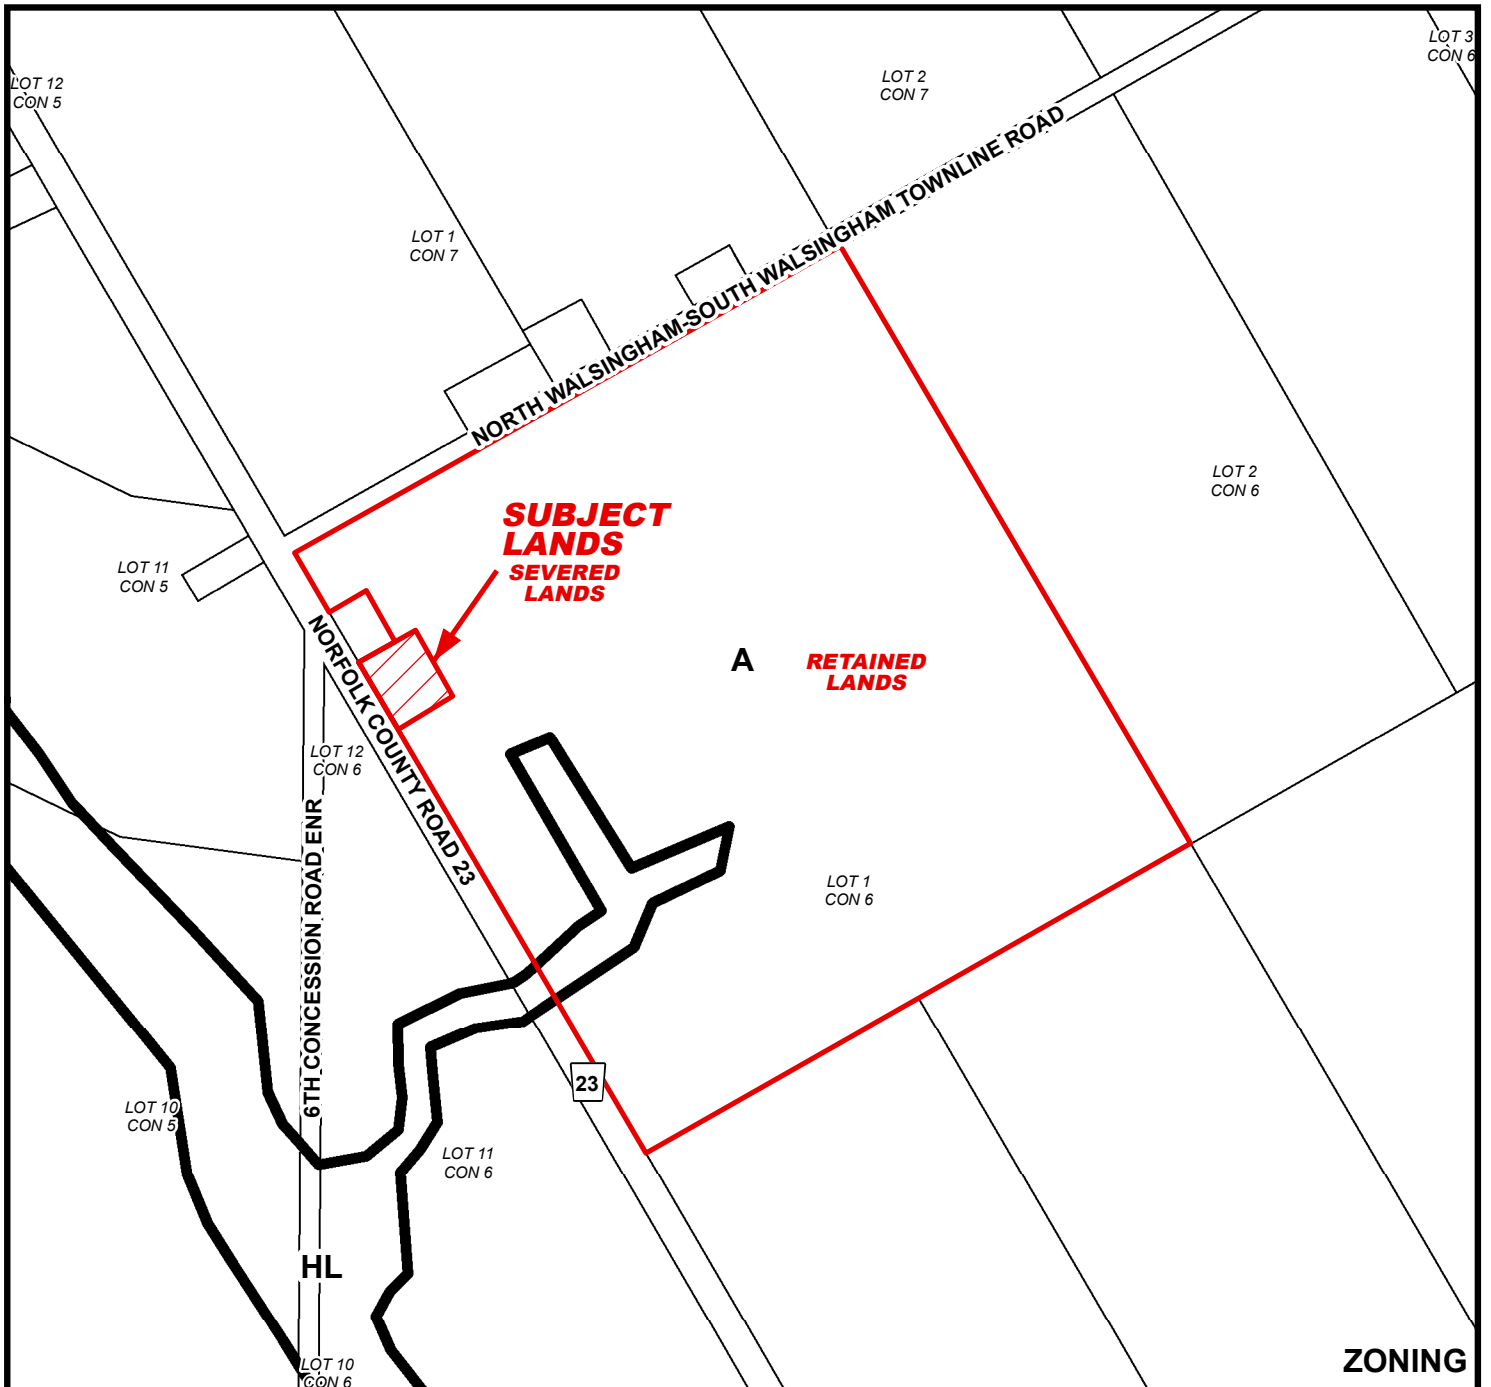 LOT 3
CON 6
LOT 2
CON 7
LOT 12
CON 5
NORTH WALSINGHAM-SOUTH WALSINGHAM TOWNLINE ROAD
LOT 1
CON 7
LOT 2
CON 6
SUBJECT
LANDS
SEVERED
LANDS
LOT 11
CON 5
A
RETAINED
LANDS
NORFOLK COUNTY ROAD 23
LOT 12
CON 6
6TH CONCESSION ROAD ENR
LOT 1
CON 6
23
LOT 10
CON 5
LOT 11
CON 6
HL
ZONING
LOT 10
CON 6